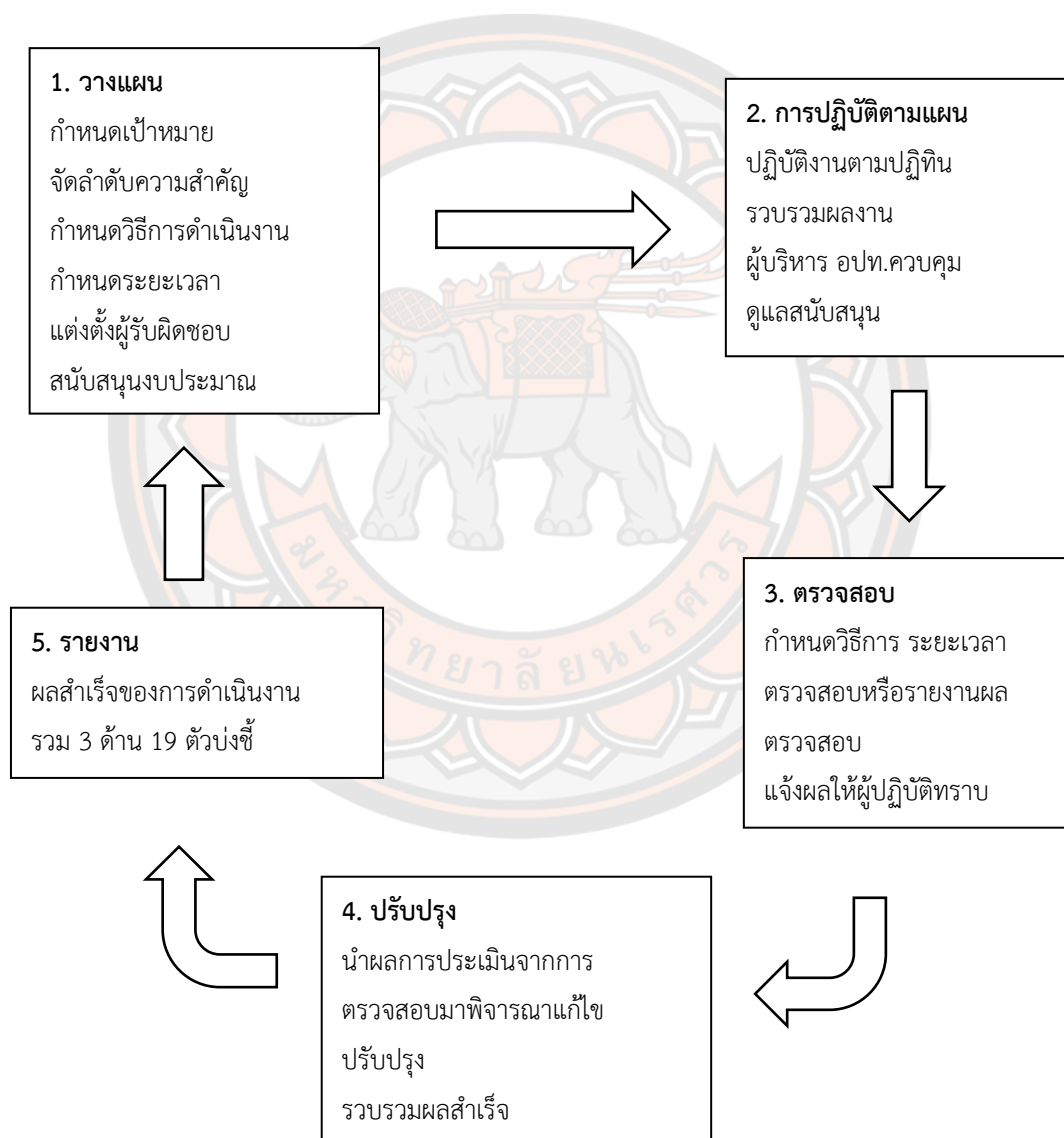 1. วางแผน
กำหนดเป้าหมาย
จัดลำดับความสำคัญ
กำหนดวิธีการดำเนินงาน
กำหนดระยะเวลา
แต่งตั้งผู้รับผิดชอบ
สนับสนุนงบประมาณ
2. การปฏิบัติตามแผน
ปฏิบัติงานตามปฏิทิน
รวบรวมผลงาน
ผู้บริหาร อปท.ควบคุม
ดูแลสนับสนุน
3. ตรวจสอบ
กำหนดวิธีการ ระยะเวลา
ตรวจสอบหรือรายงานผล
ตรวจสอบ
แจ้งผลให้ผู้ปฏิบัติทราบ
4. ปรับปรุง
นำผลการประเมินจากการ
ตรวจสอบมาพิจารณาแก้ไข
ปรับปรุง
รวบรวมผลสำเร็จ
5. รายงาน
ผลสำเร็จของการดำเนินงาน
รวม 3 ด้าน 19 ตัวบ่งชี้
มหาวิทยาลัยนเรศวร